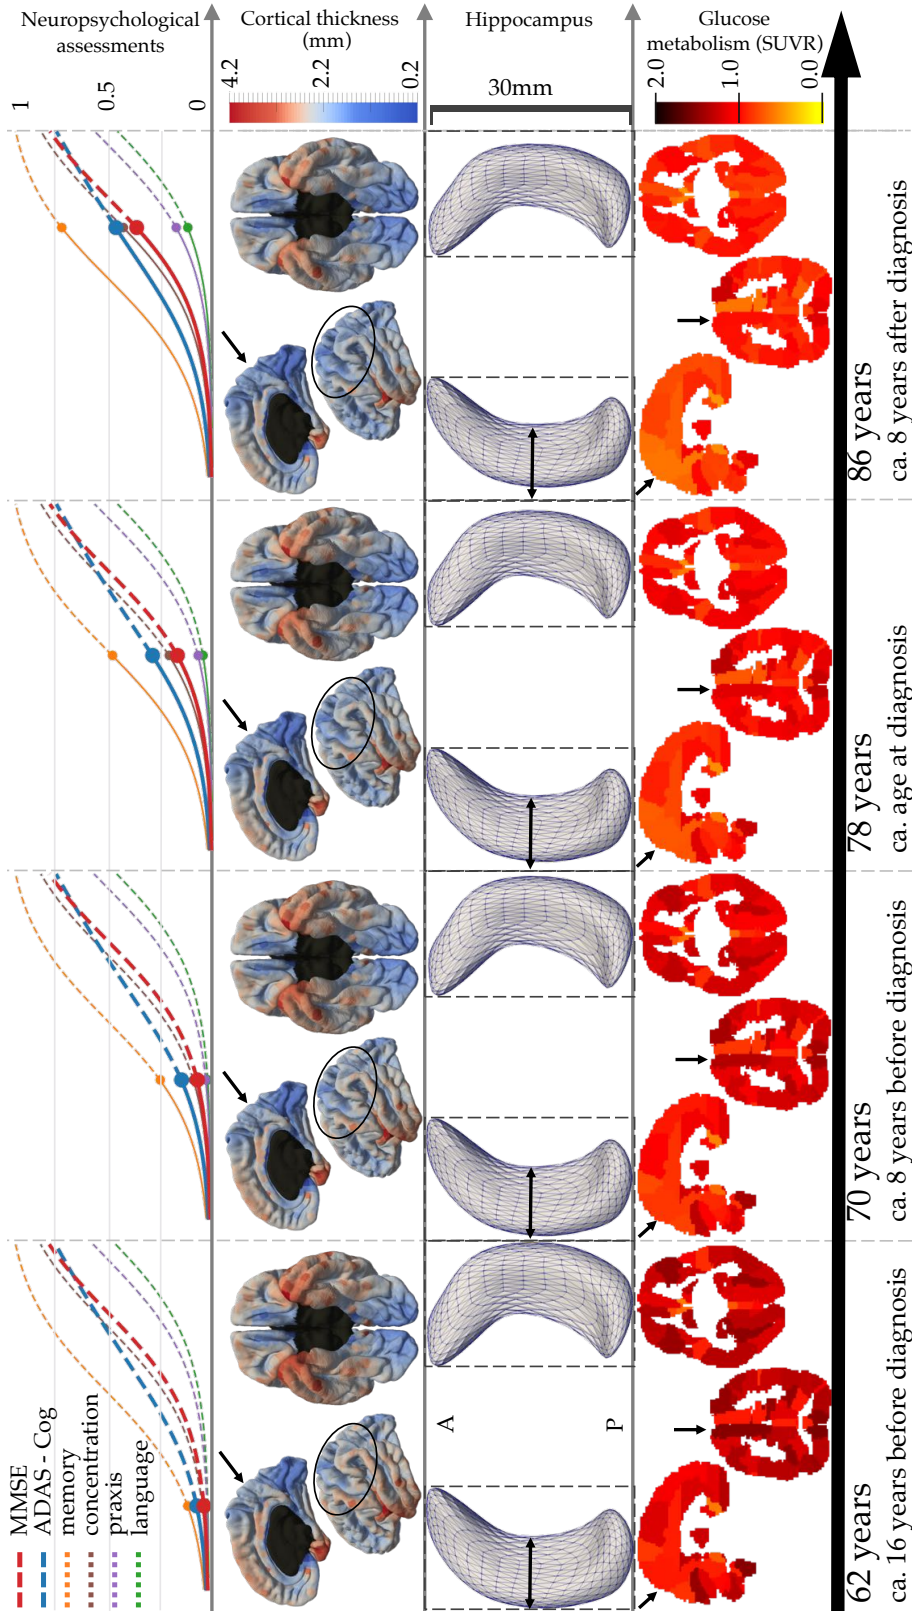 Neuropsychological
assessments
1
0.5
0
MMSE
ADAS - Cog
memory
concentration
praxis
language
Cortical thickness
(mm)
4.2
2.2
0.2
Hippocampus
30mm
A
P
Glucose
metabolism (SUVR)
2.0
1.0
0.0
62 years
ca. 16 years before diagnosis
70 years
ca. 8 years before diagnosis
78 years
ca. age at diagnosis
86 years
ca. 8 years after diagnosis